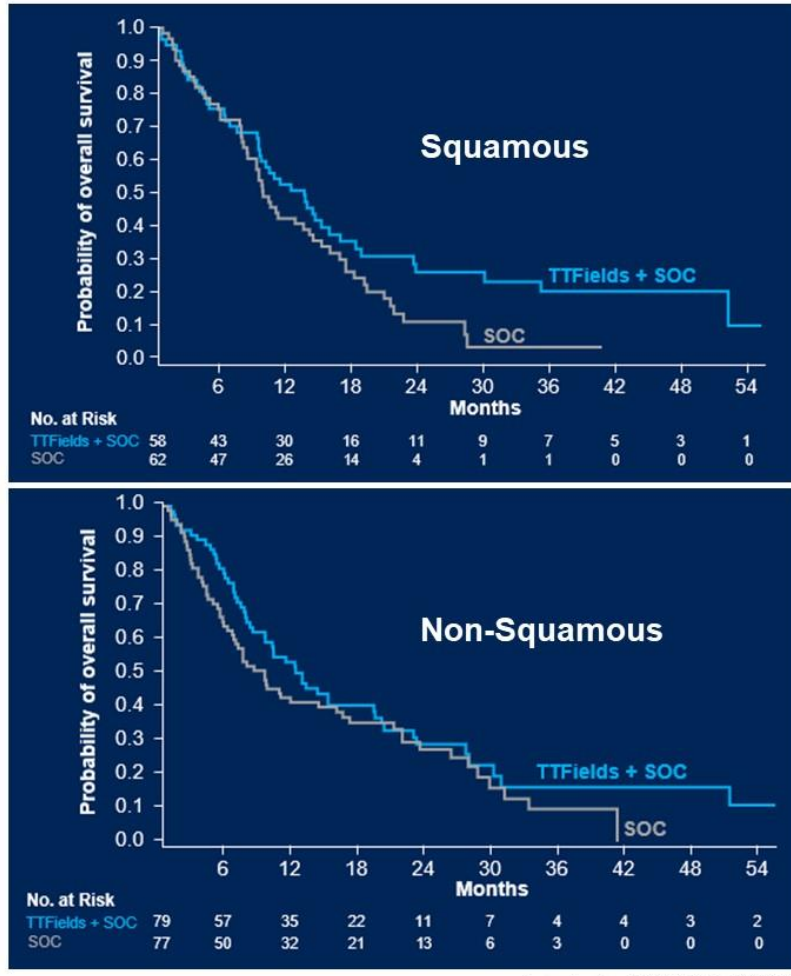 1.0
0.9
0.8
0.7
0.6
0.5
0.4
0.3
0.2
0.1
0.0
Probability of overall survival
Squamous
TTFields + SOC
SOC
6 12 18 24 30 36 42 48 54
Months
No. at Risk
TTFields + SOC 58 43 30 16 11 9 7 5 3 1
SOC 62 47 26 14 4 1 1 0 0 0
1.0
0.9
0.8
0.7
0.6
0.5
0.4
0.3
0.2
0.1
0.0
Probability of overall survival
Non-Squamous
TTFields + SOC
SOC
6 12 18 24 30 36 42 48 54
Months
No. at Risk
TTFields + SOC 79 57 35 22 11 7 4 4 3 2
SOC 77 50 32 21 13 6 3 0 0 0